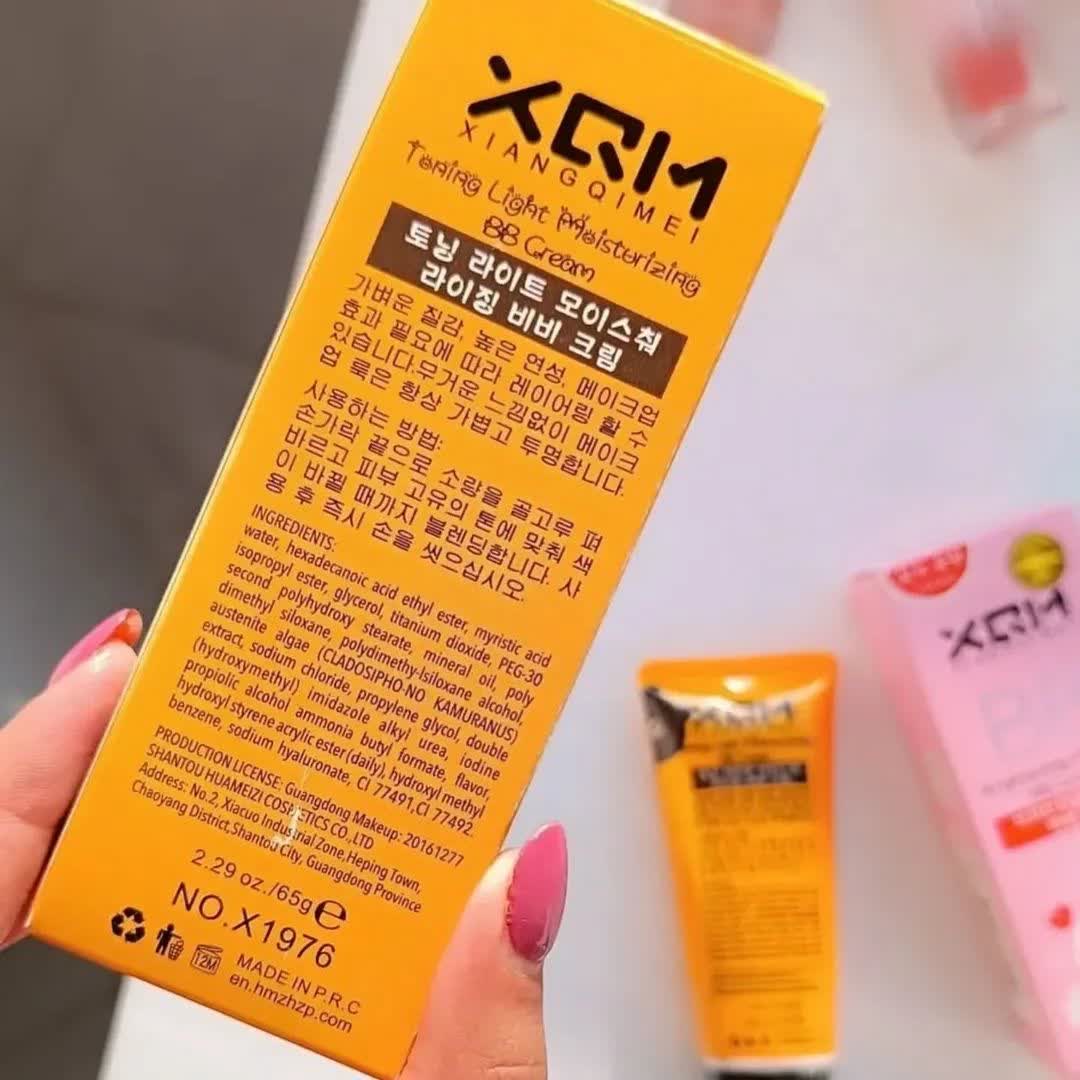 XQM
XIANGQIMEI
Toning Light Moisturizing
BB Cream
토닝 라이트 모이스춰
라이징 비비 크림
가벼운 질감, 높은 연성, 메이크업
효과 필요에 따라 레이어링 할 수
있습니다.무거운 느낌없이 메이크
업 룩은 항상 가볍고 투명합니다.
사용하는 방법:
손가락 끝으로 소량을 골고루 펴
바르고 피부 고유의 톤에 맞춰 색
이 바뀔 때까지 블렌딩합니다. 사
용 후 즉시 손을 씻으십시오.
INGREDIENTS:
water, hexadecanoic acid ethyl ester, myristic acid
isopropyl ester, glycerol, titanium dioxide, PEG-30
second polyhydroxy stearate, mineral oil, poly
dimethyl siloxane, polydimethy-lsiloxane alcohol,
austenite algae (CLADOSIPHO-NO KAMURANUS)
extract, sodium chloride, propylene glycol, double
(hydroxymethyl) imidazole alkyl urea, iodine
propiolic alcohol ammonia butyl formate, flavor,
hydroxyl styrene acrylic ester (daily), hydroxyl methyl
benzene, sodium hyaluronate, CI 77491,CI 77492.
PRODUCTION LICENSE: Guangdong Makeup: 20161277
SHANTOU HUAMEIZI COSMETICS CO.,LTD
Address: No.2, Xiacuo Industrial Zone,Heping Town,
Chaoyang District,Shantou City, Guangdong Province
2.29 oz./65g℮
NO.X1976
12M
MADE IN P.R.C
en.hmzhzp.com
XQM
XQM